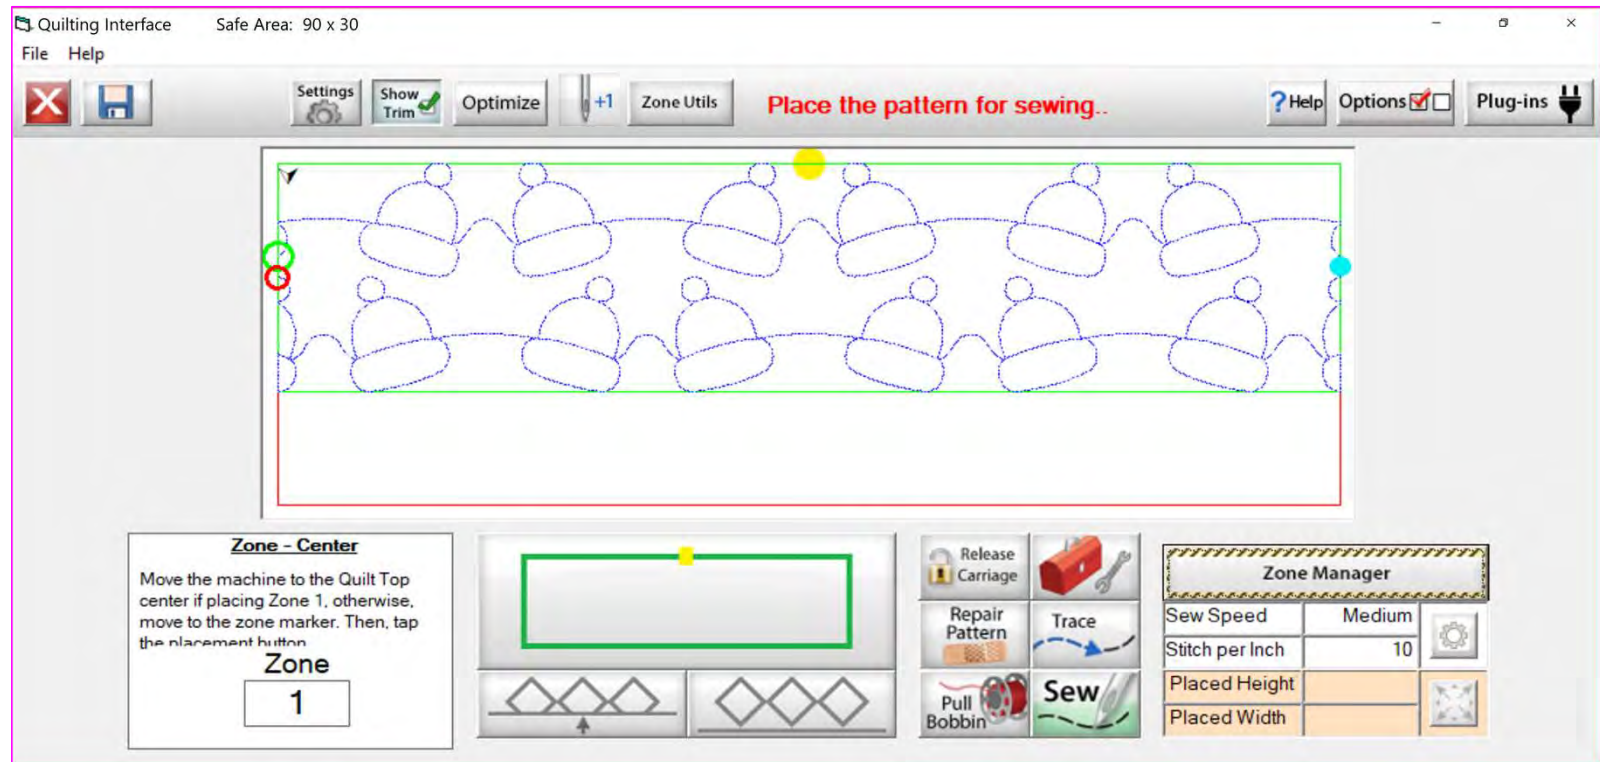 Quilting Interface Safe Area: 90 x 30
File Help
Settings
Show
Trim
Optimize
+1
Zone Utils
Place the pattern for sewing..
?Help
Options
Plug-ins
Zone - Center
Move the machine to the Quilt Top
center if placing Zone 1, otherwise,
move to the zone marker. Then, tap
the placement button
Zone
1
Release
Carriage
Repair
Pattern
Trace
Pull
Bobbin
Sew
Zone Manager
Sew Speed Medium
Stitch per Inch 10
Placed Height
Placed Width